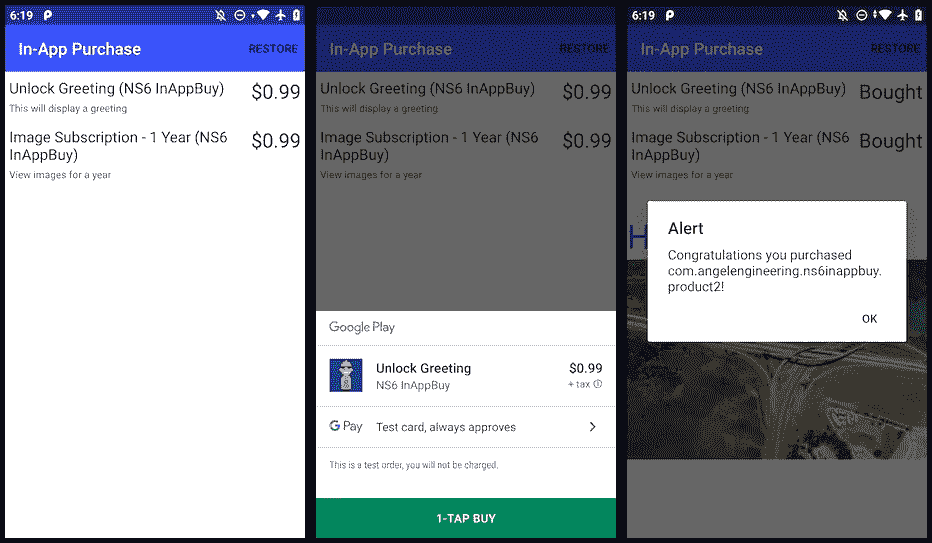 6:19
In-App Purchase
RESTORE
Unlock Greeting (NS6 InAppBuy)
$0.99
This will display a greeting
Image Subscription - 1 Year (NS6
InAppBuy)
$0.99
View images for a year
In-App Purchase
RESTORE
Unlock Greeting (NS6 InAppBuy)
$0.99
This will display a greeting
Image Subscription - 1 Year (NS6
InAppBuy)
$0.99
View images for a year
Google Play
Unlock Greeting
$0.99
NS6 InAppBuy
+ tax
G Pay
Test card, always approves
This is a test order, you will not be charged.
1-TAP BUY
6:19
In-App Purchase
RESTORE
Unlock Greeting (NS6 InAppBuy)
Bought
This will display a greeting
Image Subscription - 1 Year (NS6
InAppBuy)
Bought
View images for a year
Alert
Congratulations you purchased
com.angelengineering.ns6inappbuy.
product2!
OK